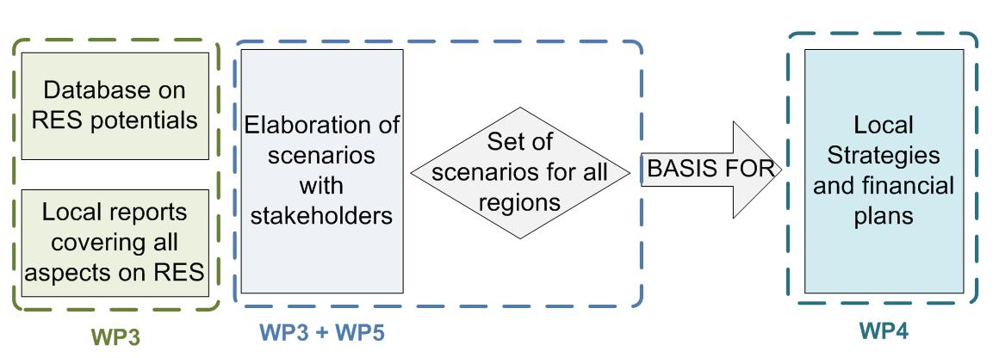 Database on
RES potentials
Local reports
covering all
aspects on RES
WP3
Elaboration of
scenarios
with
stakeholders
Set of
scenarios for all
regions
WP3 + WP5
BASIS FOR
Local
Strategies
and financial
plans
WP4